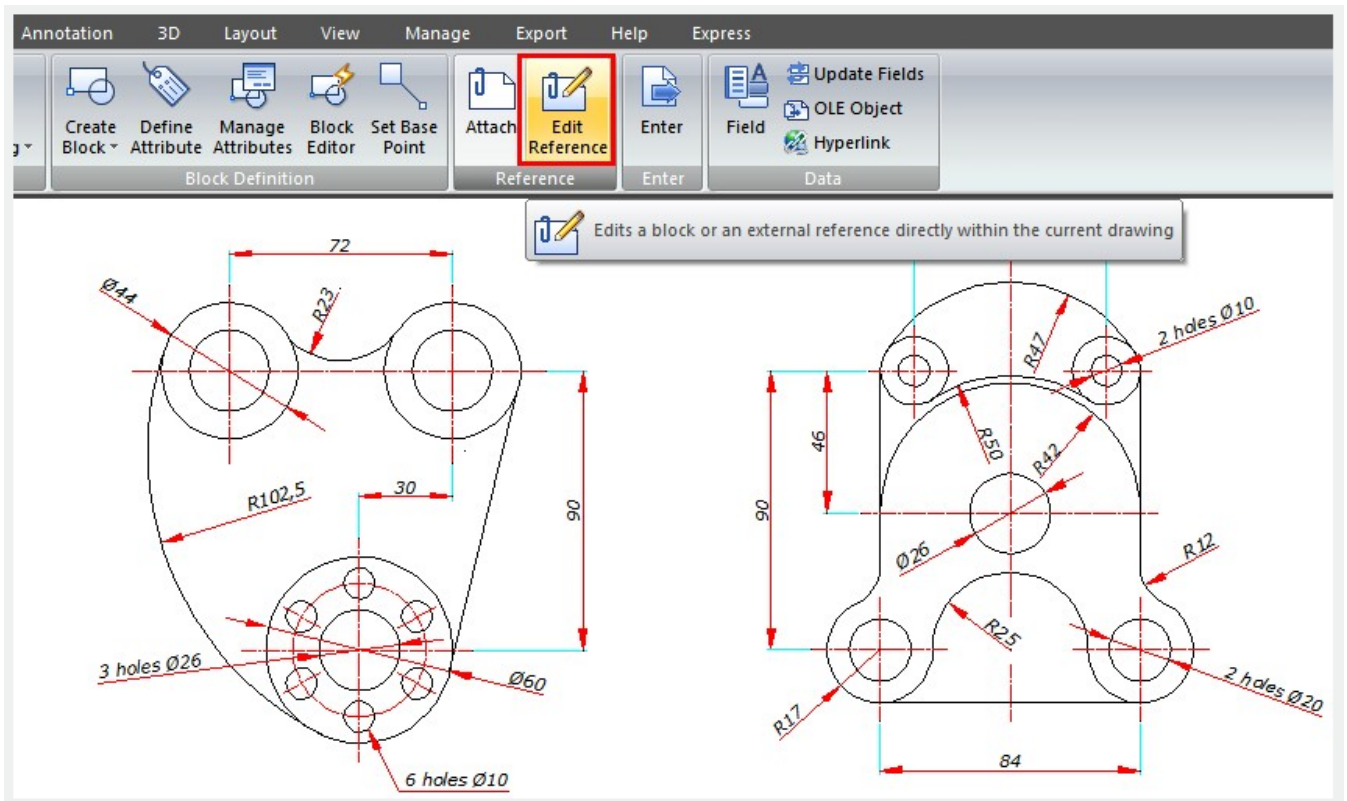 Annotation 3D Layout View Manage Export Help Express
Create Block
Define Attribute
Manage Attributes
Block Editor
Set Base Point
Attach
Edit Reference
Enter
Field
Update Fields
OLE Object
Hyperlink
Block Definition
Reference
Enter
Data
Edits a block or an external reference directly within the current drawing
72
Ø44
R23
R102,5
30
90
3 holes Ø26
Ø60
6 holes Ø10
2 holes Ø10
R47
46
R50
R42
90
Ø26
R12
R25
2 holes Ø20
R17
84